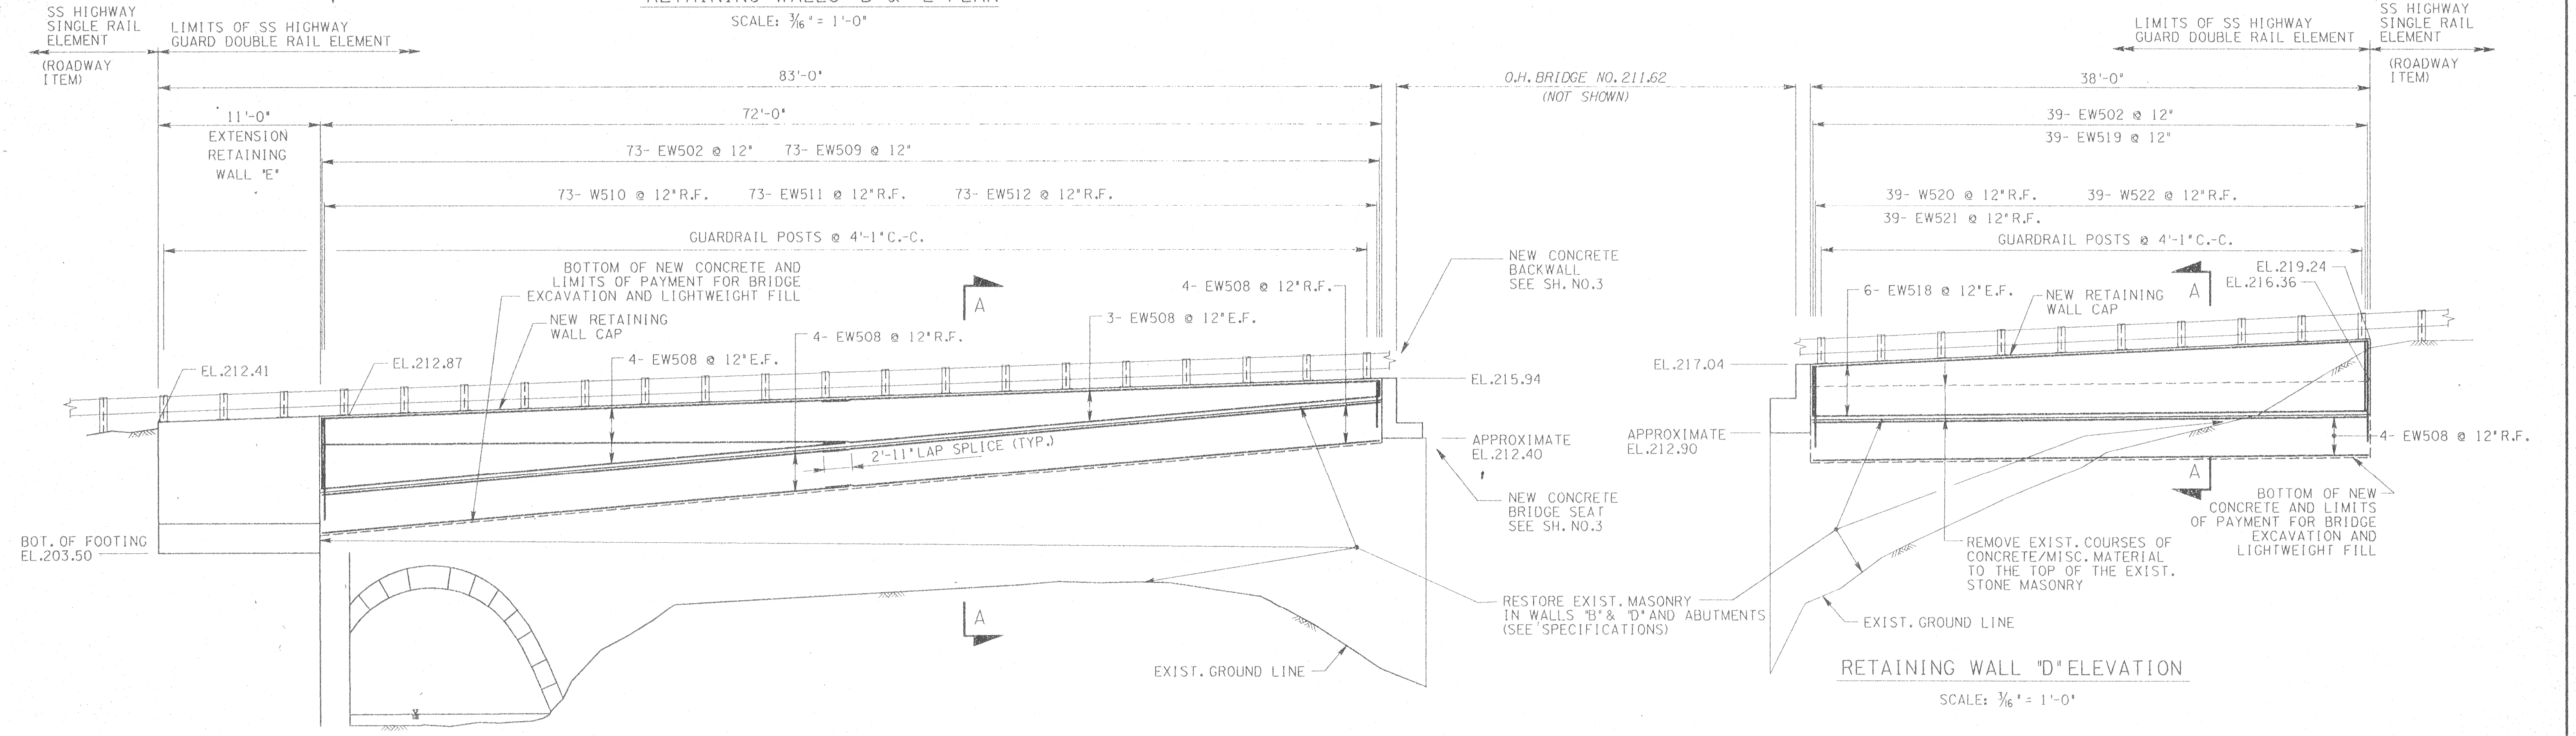 RETAINING WALLS "B" & "E" PLAN
SCALE: 3/16" = 1'-0"
SS HIGHWAY
SINGLE RAIL
ELEMENT
(ROADWAY
ITEM)
LIMITS OF SS HIGHWAY
GUARD DOUBLE RAIL ELEMENT
83'-0"
O.H. BRIDGE NO. 211.62
(NOT SHOWN)
LIMITS OF SS HIGHWAY
GUARD DOUBLE RAIL ELEMENT
SS HIGHWAY
SINGLE RAIL
ELEMENT
(ROADWAY
ITEM)
38'-0"
11'-0"
EXTENSION
RETAINING
WALL "E"
72'-0"
73- EW502 @ 12" 73- EW509 @ 12"
73- W510 @ 12" R.F. 73- EW511 @ 12" R.F. 73- EW512 @ 12" R.F.
GUARDRAIL POSTS @ 4'-1" C.-C.
39- EW502 @ 12"
39- EW519 @ 12"
39- W520 @ 12" R.F. 39- W522 @ 12" R.F.
39- EW521 @ 12" R.F.
GUARDRAIL POSTS @ 4'-1" C.-C.
BOTTOM OF NEW CONCRETE AND
LIMITS OF PAYMENT FOR BRIDGE
EXCAVATION AND LIGHTWEIGHT FILL
NEW RETAINING
WALL CAP
A
4- EW508 @ 12" R.F.
3- EW508 @ 12" E.F.
4- EW508 @ 12" R.F.
4- EW508 @ 12" E.F.
NEW CONCRETE
BACKWALL
SEE SH. NO.3
EL.219.24
EL.216.36
6- EW518 @ 12" E.F.
NEW RETAINING
WALL CAP
A
EL.212.41
EL.212.87
EL.215.94
EL.217.04
2'-11" LAP SPLICE (TYP.)
APPROXIMATE
EL.212.40
APPROXIMATE
EL.212.90
4- EW508 @ 12" R.F.
NEW CONCRETE
BRIDGE SEAT
SEE SH. NO.3
A
BOTTOM OF NEW
CONCRETE AND LIMITS
OF PAYMENT FOR BRIDGE
EXCAVATION AND
LIGHTWEIGHT FILL
BOT. OF FOOTING
EL.203.50
REMOVE EXIST. COURSES OF
CONCRETE/MISC. MATERIAL
TO THE TOP OF THE EXIST.
STONE MASONRY
RESTORE EXIST. MASONRY
IN WALLS "B" & "D" AND ABUTMENTS
(SEE SPECIFICATIONS)
A
EXIST. GROUND LINE
EXIST. GROUND LINE
RETAINING WALL "D" ELEVATION
SCALE: 3/16" = 1'-0"